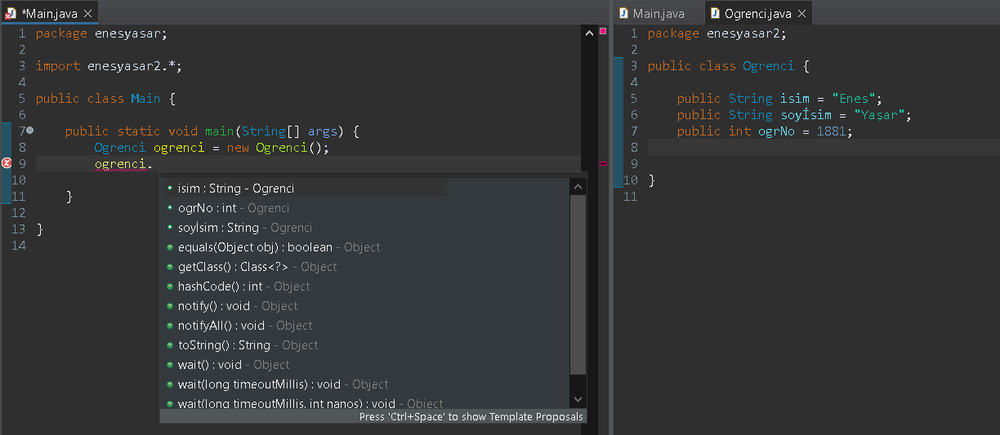 *Main.java
1 package enesyasar;
2
3 import enesyasar2.*;
4
5 public class Main {
6
7 public static void main(String[] args) {
8 Ogrenci ogrenci = new Ogrenci();
9 ogrenci.
10
11 }
12
13 }
14
isim : String - Ogrenci
ogrNo : int - Ogrenci
soyİsim : String - Ogrenci
equals(Object obj) : boolean - Object
getClass() : Class<?> - Object
hashCode() : int - Object
notify() : void - Object
notifyAll() : void - Object
toString() : String - Object
wait() : void - Object
wait(long timeoutMillis) : void - Object
wait(long timeoutMillis, int nanos) : void - Object
Press 'Ctrl+Space' to show Template Proposals
Main.java Ogrenci.java
1 package enesyasar2;
2
3 public class Ogrenci {
4
5 public String isim = "Enes";
6 public String soyİsim = "Yaşar";
7 public int ogrNo = 1881;
8
9
10 }
11